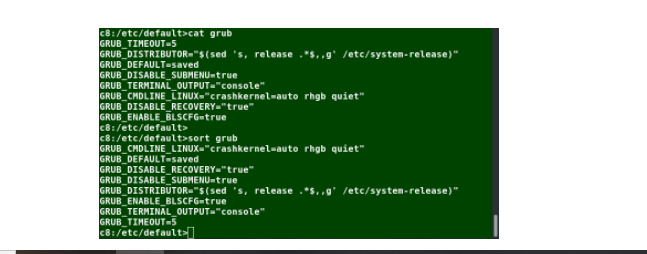 c8:/etc/default>cat grub
GRUB_TIMEOUT=5
GRUB_DISTRIBUTOR="$(sed 's, release .*$,,g' /etc/system-release)"
GRUB_DEFAULT=saved
GRUB_DISABLE_SUBMENU=true
GRUB_TERMINAL_OUTPUT="console"
GRUB_CMDLINE_LINUX="crashkernel=auto rhgb quiet"
GRUB_DISABLE_RECOVERY="true"
GRUB_ENABLE_BLSCFG=true
c8:/etc/default>
c8:/etc/default>sort grub
GRUB_CMDLINE_LINUX="crashkernel=auto rhgb quiet"
GRUB_DEFAULT=saved
GRUB_DISABLE_RECOVERY="true"
GRUB_DISABLE_SUBMENU=true
GRUB_DISTRIBUTOR="$(sed 's, release .*$,,g' /etc/system-release)"
GRUB_ENABLE_BLSCFG=true
GRUB_TERMINAL_OUTPUT="console"
GRUB_TIMEOUT=5
c8:/etc/default>